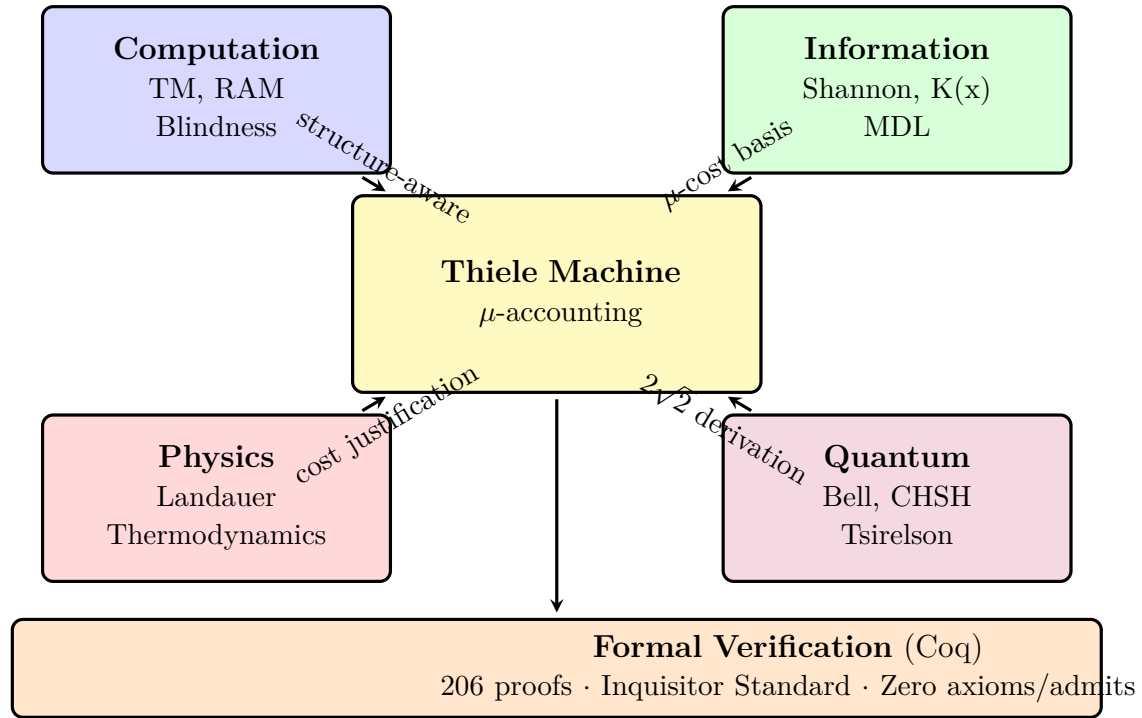 Computation
TM, RAM
Blindness
Information
Shannon, K(x)
MDL
structure-aware
μ-cost basis
Thiele Machine
μ-accounting
cost justification
2√2 derivation
Physics
Landauer
Thermodynamics
Quantum
Bell, CHSH
Tsirelson
Formal Verification (Coq)
206 proofs · Inquisitor Standard · Zero axioms/admits